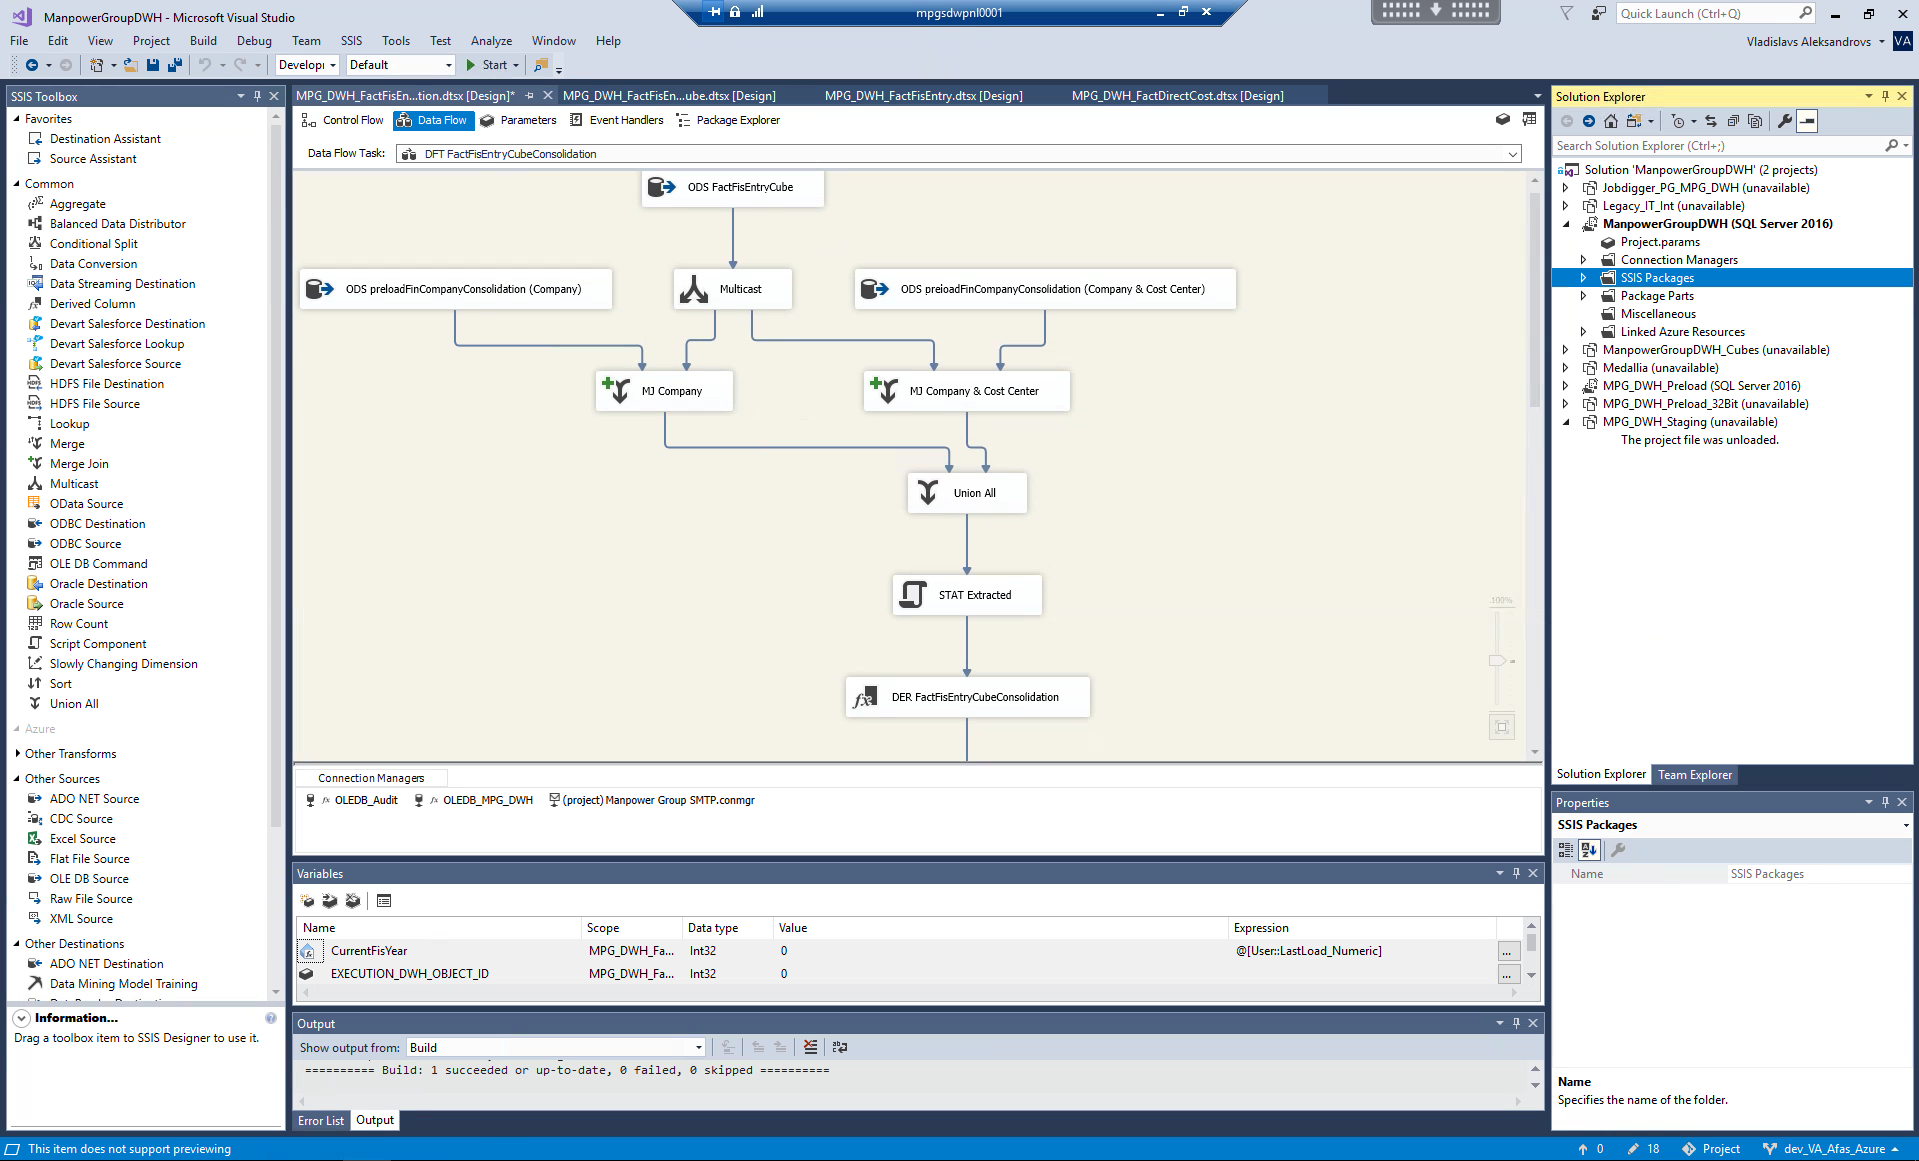 ManpowerGroupDWH - Microsoft Visual Studio
mpgsdwpnl0001
Quick Launch (Ctrl+Q)
File Edit View Project Build Debug Team SSIS Tools Test Analyze Window Help
Vladislavs Aleksandrovs VA
Developı Default Start
SSIS Toolbox
Favorites
Destination Assistant
Source Assistant
Common
Aggregate
Balanced Data Distributor
Conditional Split
Data Conversion
Data Streaming Destination
Derived Column
Devart Salesforce Destination
Devart Salesforce Lookup
Devart Salesforce Source
HDFS File Destination
HDFS File Source
Lookup
Merge
Merge Join
Multicast
OData Source
ODBC Destination
ODBC Source
OLE DB Command
Oracle Destination
Oracle Source
Row Count
Script Component
Slowly Changing Dimension
Sort
Union All
Azure
Other Transforms
Other Sources
ADO NET Source
CDC Source
Excel Source
Flat File Source
OLE DB Source
Raw File Source
XML Source
Other Destinations
ADO NET Destination
Data Mining Model Training
Information...
Drag a toolbox item to SSIS Designer to use it.
MPG_DWH_FactFisEn...tion.dtsx [Design]* MPG_DWH_FactFisEn...ube.dtsx [Design] MPG_DWH_FactFisEntry.dtsx [Design] MPG_DWH_FactDirectCost.dtsx [Design]
Control Flow Data Flow Parameters Event Handlers Package Explorer
Data Flow Task: DFT FactFisEntryCubeConsolidation
ODS FactFisEntryCube
ODS preloadFinCompanyConsolidation (Company)
Multicast
ODS preloadFinCompanyConsolidation (Company & Cost Center)
MJ Company
MJ Company & Cost Center
Union All
STAT Extracted
DER FactFisEntryCubeConsolidation
100%
Connection Managers
OLEDB_Audit OLEDB_MPG_DWH (project) Manpower Group SMTP.conmgr
Variables
Name Scope Data type Value Expression
CurrentFisYear MPG_DWH_Fa... Int32 0 @[User::LastLoad_Numeric] ...
EXECUTION_DWH_OBJECT_ID MPG_DWH_Fa... Int32 0 ...
Output
Show output from: Build
========== Build: 1 succeeded or up-to-date, 0 failed, 0 skipped ==========
Error List Output
Solution Explorer
Search Solution Explorer (Ctrl+;)
Solution 'ManpowerGroupDWH' (2 projects)
Jobdigger_PG_MPG_DWH (unavailable)
Legacy_IT_Int (unavailable)
ManpowerGroupDWH (SQL Server 2016)
Project.params
Connection Managers
SSIS Packages
Package Parts
Miscellaneous
Linked Azure Resources
ManpowerGroupDWH_Cubes (unavailable)
Medallia (unavailable)
MPG_DWH_Preload (SQL Server 2016)
MPG_DWH_Preload_32Bit (unavailable)
MPG_DWH_Staging (unavailable)
The project file was unloaded.
Solution Explorer Team Explorer
Properties
SSIS Packages
Name SSIS Packages
Name
Specifies the name of the folder.
This item does not support previewing
0 18 Project dev_VA_Afas_Azure